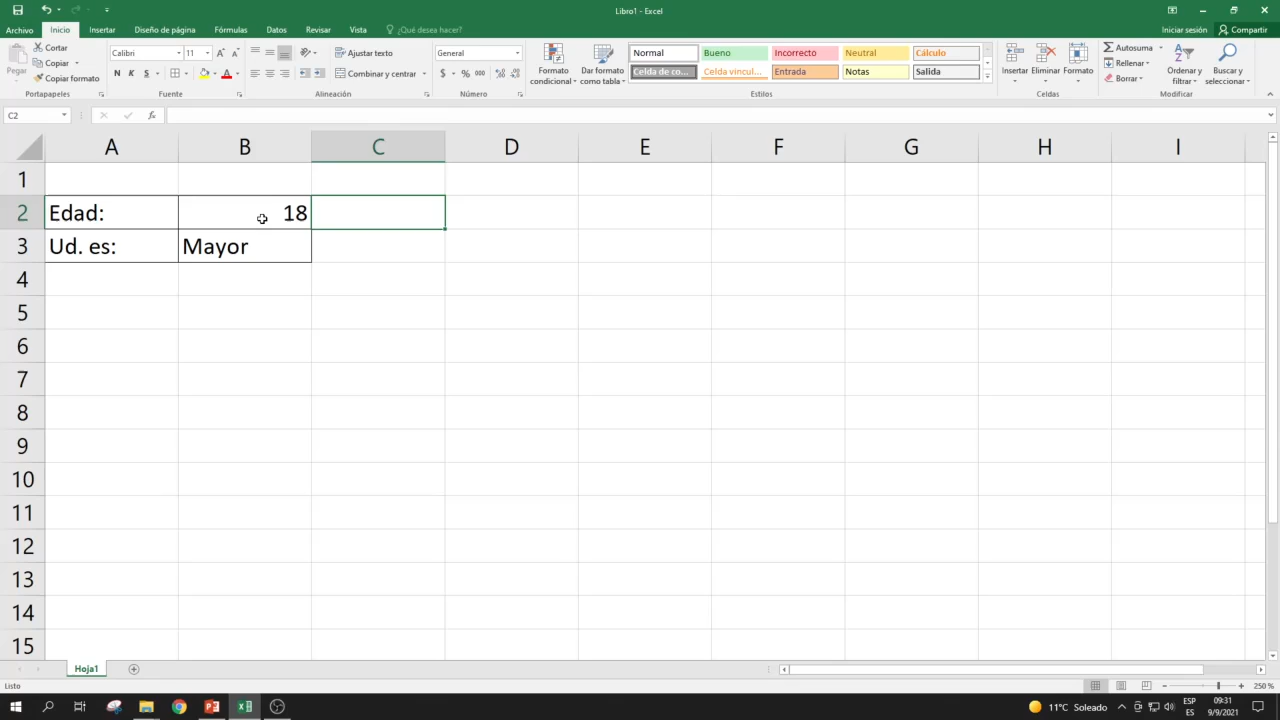 Libro1 - Excel
Archivo Inicio Insertar Diseño de página Fórmulas Datos Revisar Vista ¿Qué desea hacer? Iniciar sesión Compartir
Pegar
Cortar
Copiar
Copiar formato
Portapapeles
Calibri 11
N K S
Fuente
Ajustar texto
Combinar y centrar
Alineación
General
$ % 000
Número
Formato condicional
Dar formato como tabla
Normal Bueno Incorrecto Neutral Cálculo
Celda de co... Celda vincul... Entrada Notas Salida
Estilos
Insertar Eliminar Formato
Celdas
Autosuma
Rellenar
Borrar
Ordenar y filtrar
Buscar y seleccionar
Modificar
C2 fx
A B C D E F G H I
1
2 Edad: 18
3 Ud. es: Mayor
4
5
6
7
8
9
10
11
12
13
14
15
Hoja1
Listo 250 %
11°C Soleado ESP ES 09:31 9/9/2021